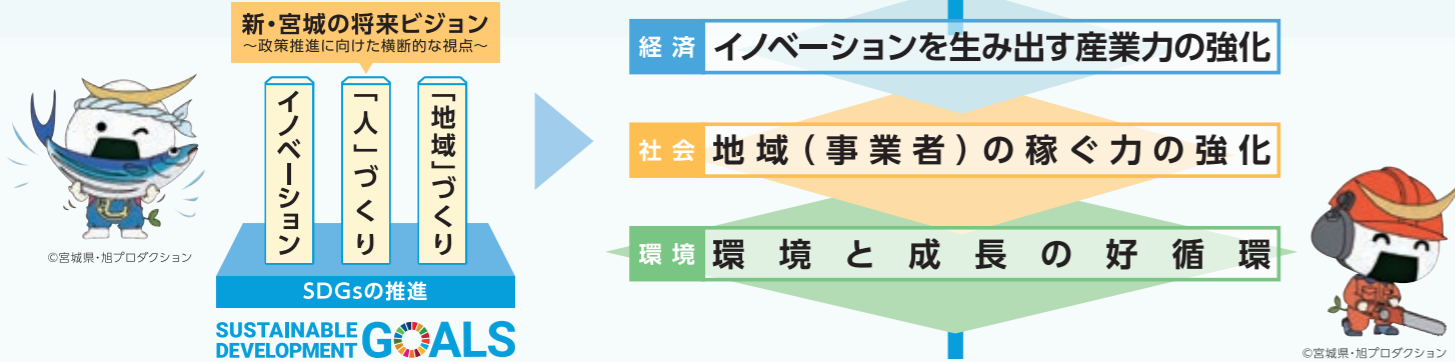 新・宮城の将来ビジョン
～政策推進に向けた横断的な視点～
イノベーション
「人」づくり
「地域」づくり
SDGsの推進
SUSTAINABLE
DEVELOPMENT
GOALS
©宮城県・旭プロダクション
経済 イノベーションを生み出す産業力の強化
社会 地域(事業者)の稼ぐ力の強化
環境 環境と成長の好循環
©宮城県・旭プロダクション